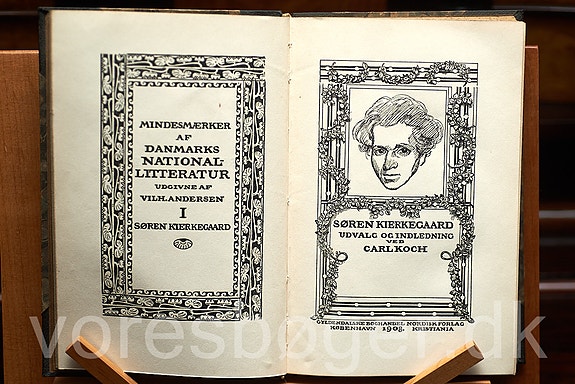 MINDESMÆRKER
AF
DANMARKS
NATIONAL-
LITTERATUR
UDGIVNE AF
VILH. ANDERSEN
I
SØREN KIERKEGAARD
SØREN KIERKEGAARD
UDVALG OG INDLEDNING
VED
CARL KOCH
GYLDENDALSKE BOGHANDEL NORDISK FORLAG
KØBENHAVN 1908. KRISTIANIA
voresbøger.dk